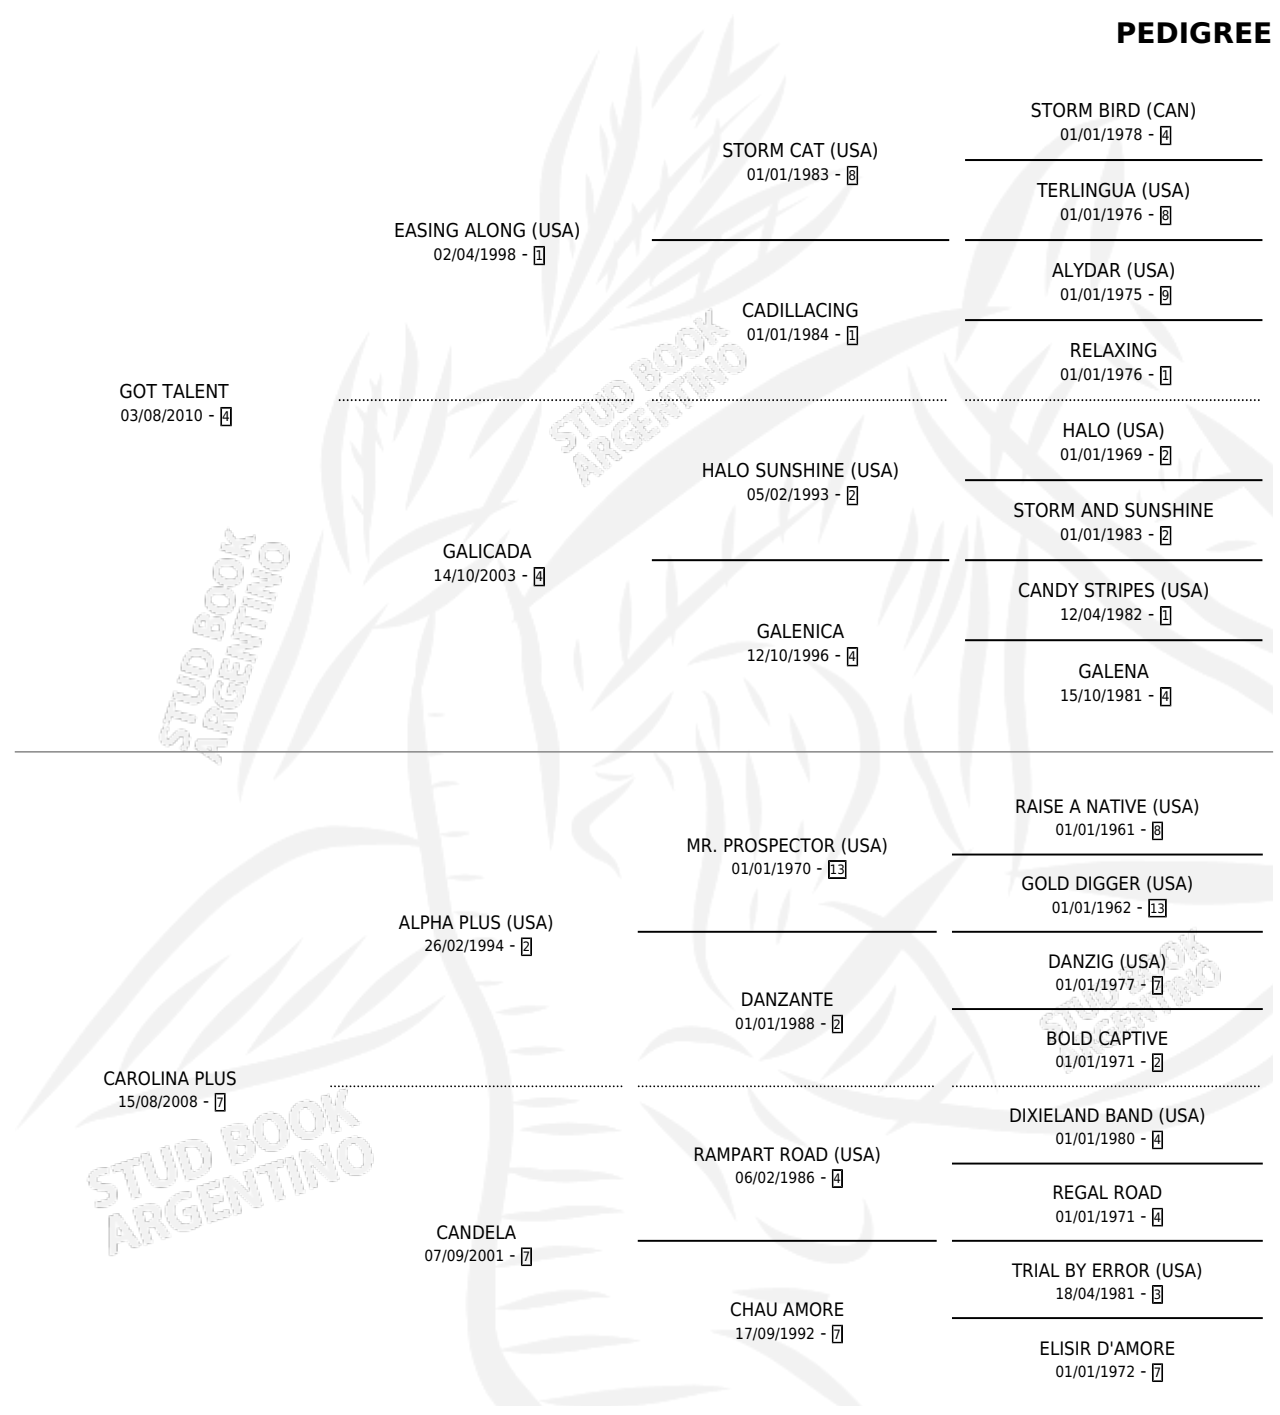 PEDIGREE
STORM BIRD (CAN)
01/01/1978 - 4
STORM CAT (USA)
01/01/1983 - 8
TERLINGUA (USA)
01/01/1976 - 8
EASING ALONG (USA)
02/04/1998 - 1
ALYDAR (USA)
01/01/1975 - 9
CADILLACING
01/01/1984 - 1
RELAXING
01/01/1976 - 1
GOT TALENT
03/08/2010 - 4
HALO (USA)
01/01/1969 - 2
HALO SUNSHINE (USA)
05/02/1993 - 2
STORM AND SUNSHINE
01/01/1983 - 2
GALICADA
14/10/2003 - 4
CANDY STRIPES (USA)
12/04/1982 - 1
GALENICA
12/10/1996 - 4
GALENA
15/10/1981 - 4
STUD BOOK
ARGENTINO
STUD BOOK
ARGENTINO
RAISE A NATIVE (USA)
01/01/1961 - 8
MR. PROSPECTOR (USA)
01/01/1970 - 13
GOLD DIGGER (USA)
01/01/1962 - 13
ALPHA PLUS (USA)
26/02/1994 - 2
DANZIG (USA)
01/01/1977 - 7
DANZANTE
01/01/1988 - 2
BOLD CAPTIVE
01/01/1971 - 2
CAROLINA PLUS
15/08/2008 - 7
DIXIELAND BAND (USA)
01/01/1980 - 4
RAMPART ROAD (USA)
06/02/1986 - 4
REGAL ROAD
01/01/1971 - 4
CANDELA
07/09/2001 - 7
TRIAL BY ERROR (USA)
18/04/1981 - 3
CHAU AMORE
17/09/1992 - 7
ELISIR D'AMORE
01/01/1972 - 7
STUD BOOK
ARGENTINO
STUD BOOK
ARGENTINO